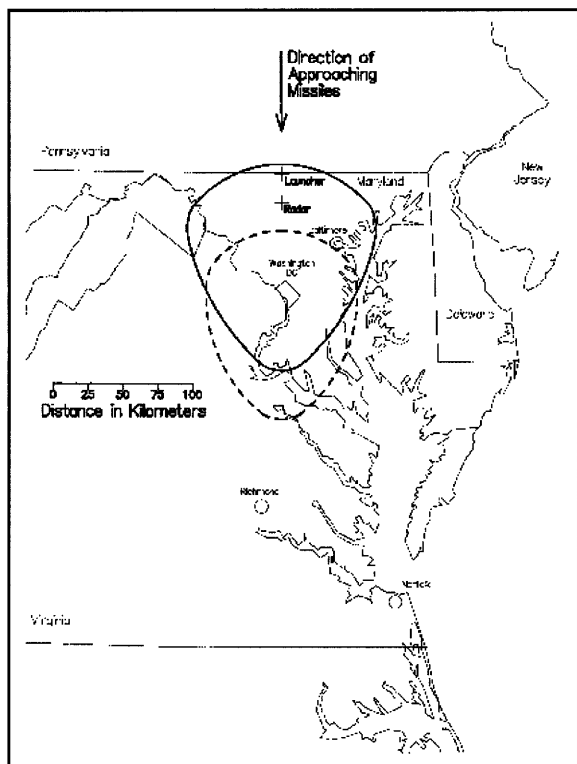 Direction of
Approaching
Missiles
Pennsylvania
Launcher
Maryland
New
Jersey
Radar
Baltimore
Washington
DC
Delaware
0 25 50 75 100
Distance in Kilometers
Richmond
Norfolk
Virginia